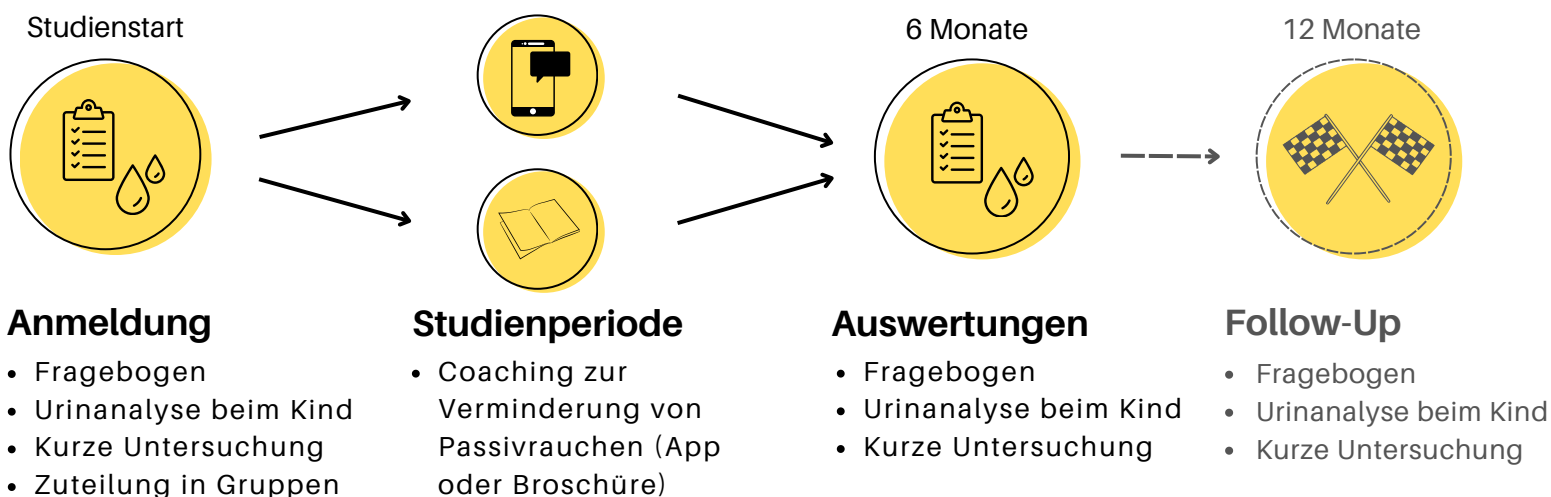 Studienstart
6 Monate
12 Monate
Anmeldung
• Fragebogen
• Urinanalyse beim Kind
• Kurze Untersuchung
• Zuteilung in Gruppen
Studienperiode
• Coaching zur
Verminderung von
Passivrauchen (App
oder Broschüre)
Auswertungen
• Fragebogen
• Urinanalyse beim Kind
• Kurze Untersuchung
Follow-Up
• Fragebogen
• Urinanalyse beim Kind
• Kurze Untersuchung